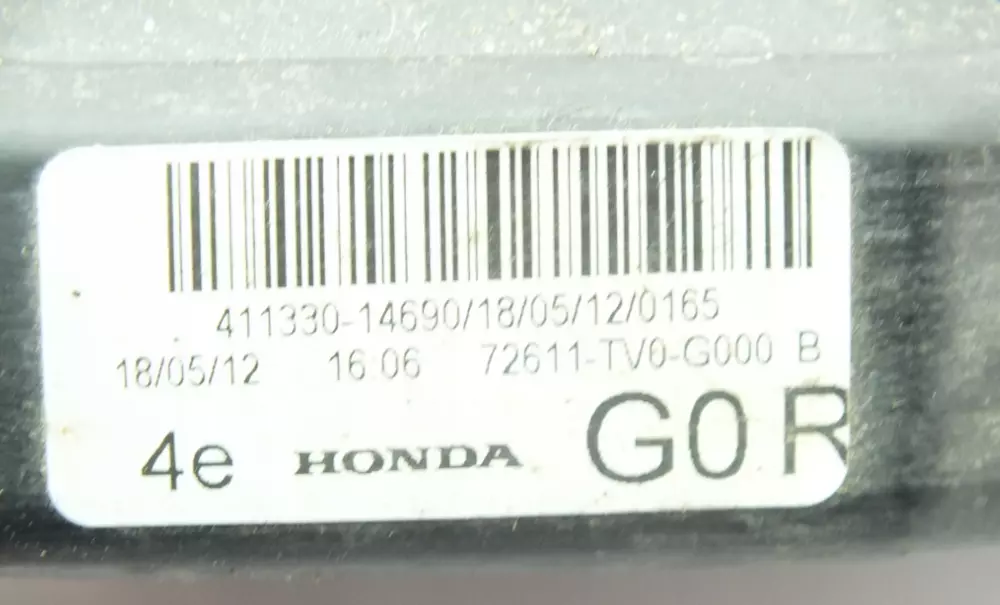 411330-14690/18/05/12/0165
18/05/12 16:06 72611-TV0-G000 B
4e HONDA G0 R